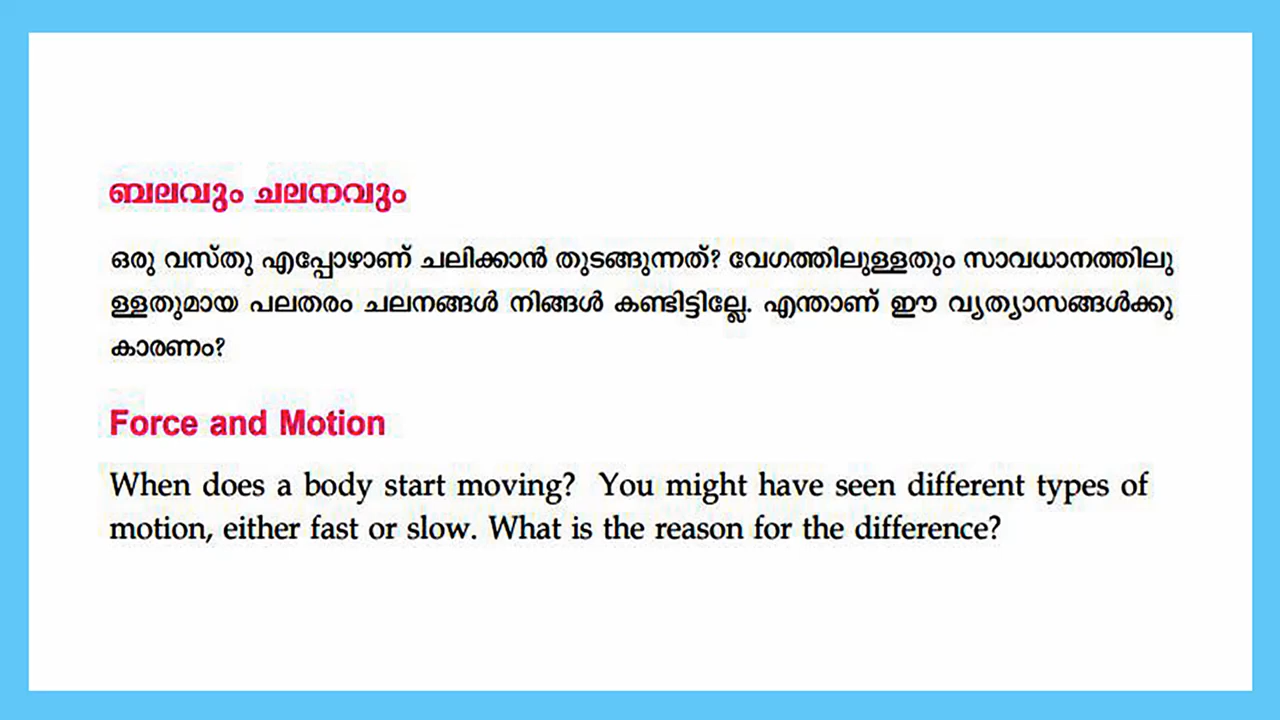 ബലവും ചലനവും
ഒരു വസ്തു എപ്പോഴാണ് ചലിക്കാൻ തുടങ്ങുന്നത്? വേഗത്തിലുള്ളതും സാവധാനത്തിലു
ള്ളതുമായ പലതരം ചലനങ്ങൾ നിങ്ങൾ കണ്ടിട്ടില്ലേ. എന്താണ് ഈ വ്യത്യാസങ്ങൾക്കു
കാരണം?
Force and Motion
When does a body start moving? You might have seen different types of
motion, either fast or slow. What is the reason for the difference?